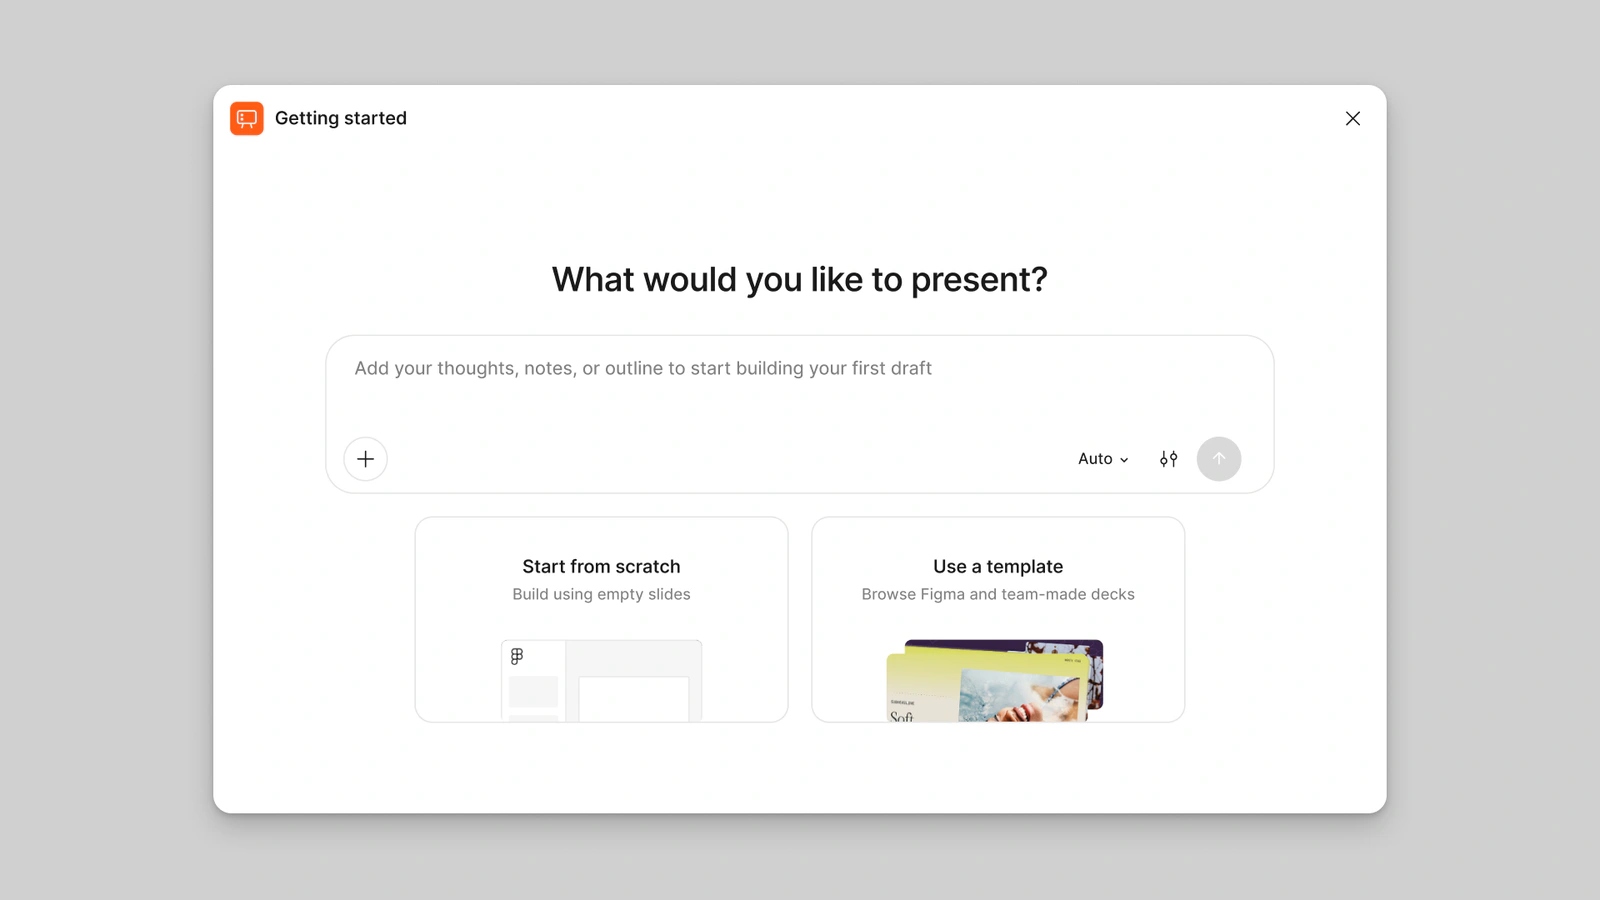 Getting started
What would you like to present?
Add your thoughts, notes, or outline to start building your first draft
Auto
Start from scratch
Build using empty slides
Use a template
Browse Figma and team-made decks
Soft